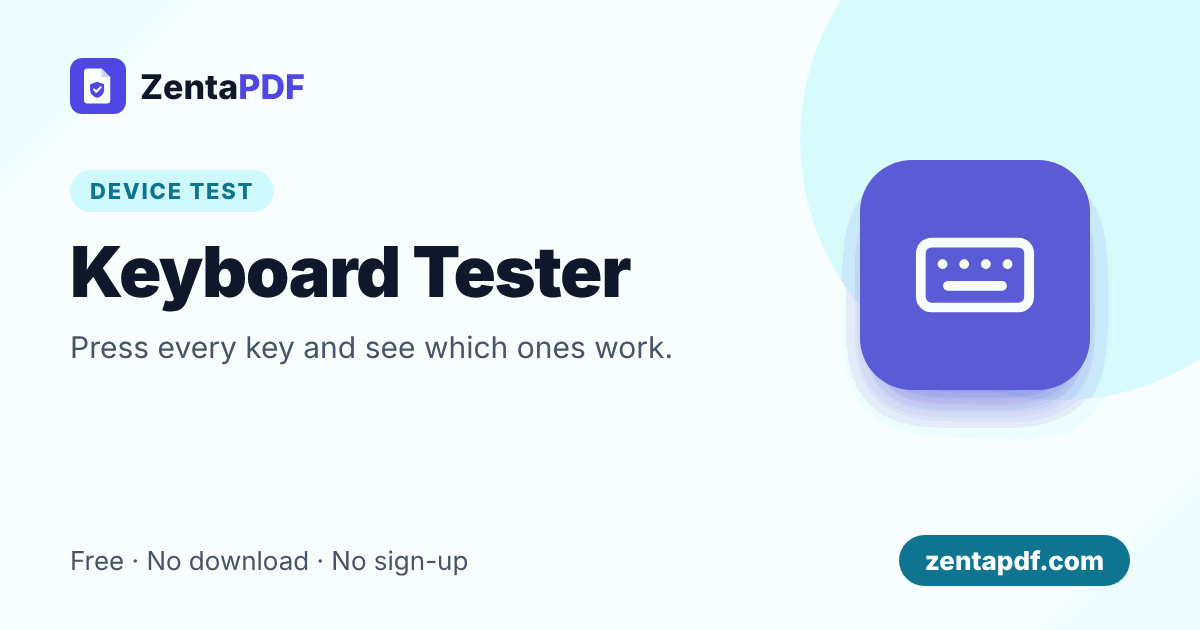 ZentaPDF
DEVICE TEST
Keyboard Tester
Press every key and see which ones work.
Free · No download · No sign-up
zentapdf.com